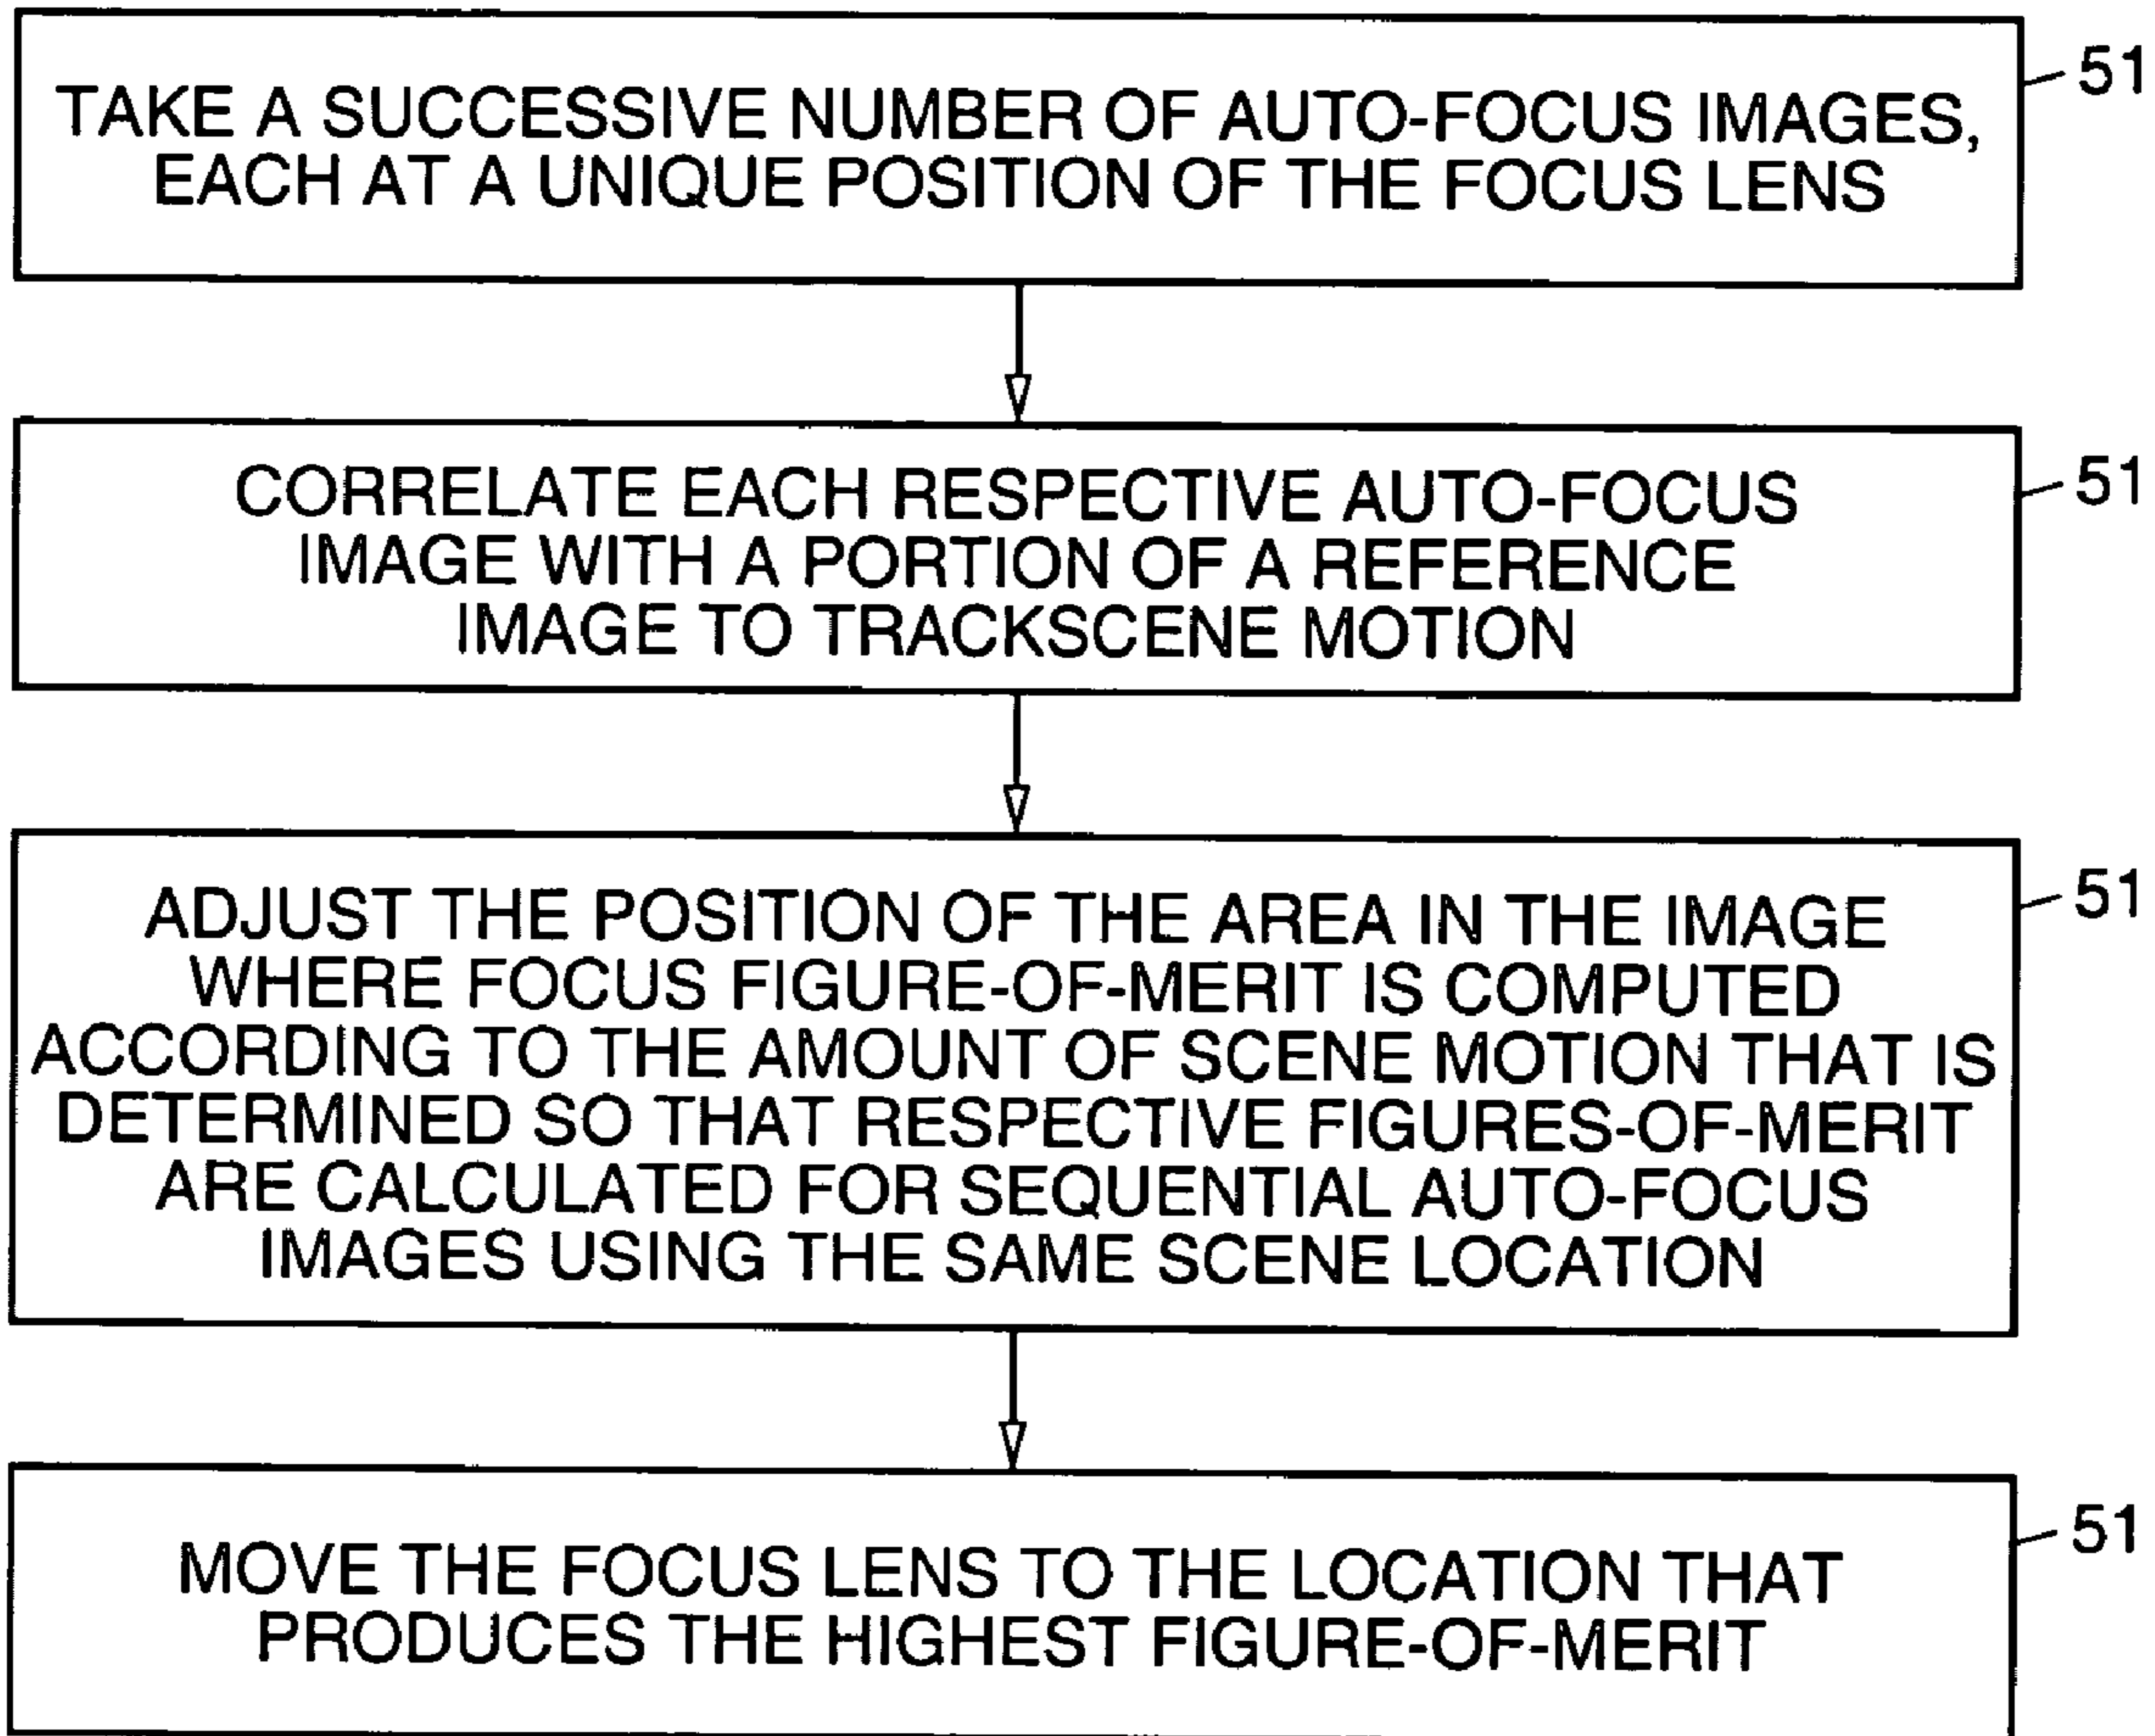 TAKE A SUCCESSIVE NUMBER OF AUTO-FOCUS IMAGES,
EACH AT A UNIQUE POSITION OF THE FOCUS LENS
51
CORRELATE EACH RESPECTIVE AUTO-FOCUS
IMAGE WITH A PORTION OF A REFERENCE
IMAGE TO TRACKSCENE MOTION
51
ADJUST THE POSITION OF THE AREA IN THE IMAGE
WHERE FOCUS FIGURE-OF-MERIT IS COMPUTED
ACCORDING TO THE AMOUNT OF SCENE MOTION THAT IS
DETERMINED SO THAT RESPECTIVE FIGURES-OF-MERIT
ARE CALCULATED FOR SEQUENTIAL AUTO-FOCUS
IMAGES USING THE SAME SCENE LOCATION
51
MOVE THE FOCUS LENS TO THE LOCATION THAT
PRODUCES THE HIGHEST FIGURE-OF-MERIT
51